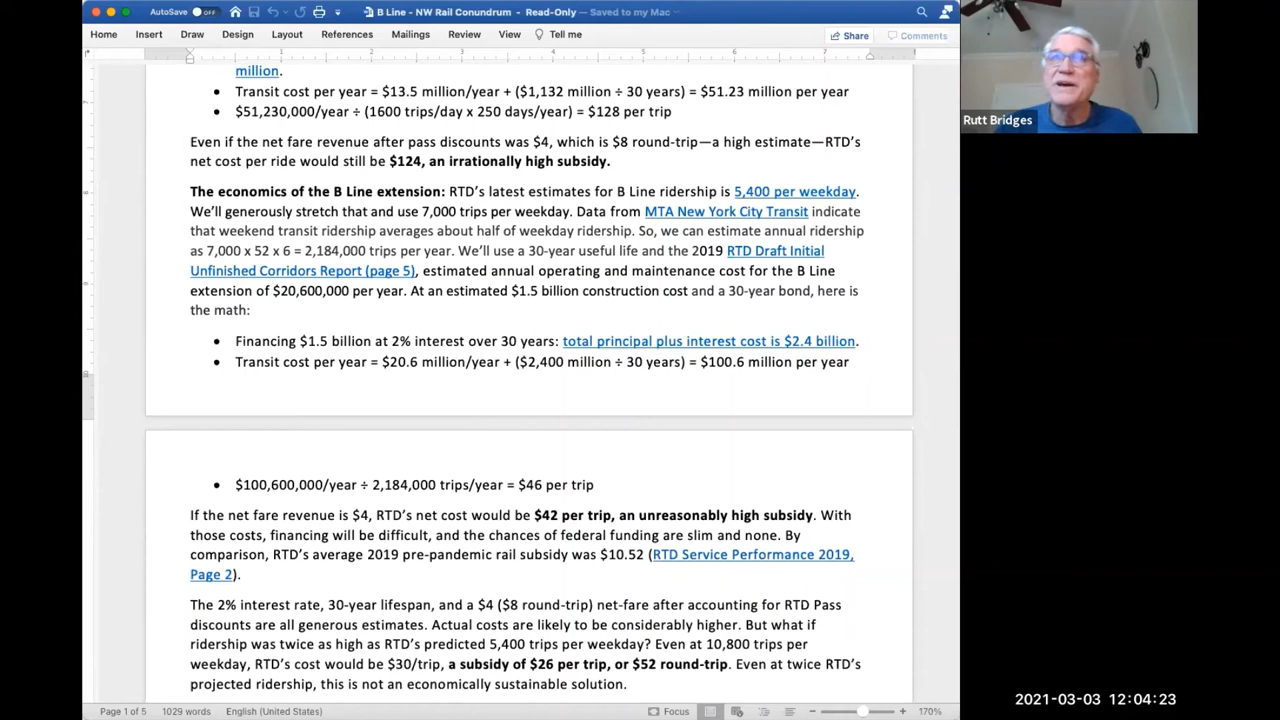 AutoSave OFF
B Line - NW Rail Conundrum - Read-Only — Saved to my Mac
Home Insert Draw Design Layout References Mailings Review View Tell me Share Comments
1 2 3 4 5 6 7
million.
• Transit cost per year = $13.5 million/year + ($1,132 million ÷ 30 years) = $51.23 million per year
• $51,230,000/year ÷ (1600 trips/day x 250 days/year) = $128 per trip
Even if the net fare revenue after pass discounts was $4, which is $8 round-trip—a high estimate—RTD’s
net cost per ride would still be $124, an irrationally high subsidy.
The economics of the B Line extension: RTD’s latest estimates for B Line ridership is 5,400 per weekday.
We’ll generously stretch that and use 7,000 trips per weekday. Data from MTA New York City Transit indicate
that weekend transit ridership averages about half of weekday ridership. So, we can estimate annual ridership
as 7,000 x 52 x 6 = 2,184,000 trips per year. We’ll use a 30-year useful life and the 2019 RTD Draft Initial
Unfinished Corridors Report (page 5), estimated annual operating and maintenance cost for the B Line
extension of $20,600,000 per year. At an estimated $1.5 billion construction cost and a 30-year bond, here is
the math:
• Financing $1.5 billion at 2% interest over 30 years: total principal plus interest cost is $2.4 billion.
• Transit cost per year = $20.6 million/year + ($2,400 million ÷ 30 years) = $100.6 million per year
• $100,600,000/year ÷ 2,184,000 trips/year = $46 per trip
If the net fare revenue is $4, RTD’s net cost would be $42 per trip, an unreasonably high subsidy. With
those costs, financing will be difficult, and the chances of federal funding are slim and none. By
comparison, RTD’s average 2019 pre-pandemic rail subsidy was $10.52 (RTD Service Performance 2019,
Page 2).
The 2% interest rate, 30-year lifespan, and a $4 ($8 round-trip) net-fare after accounting for RTD Pass
discounts are all generous estimates. Actual costs are likely to be considerably higher. But what if
ridership was twice as high as RTD’s predicted 5,400 trips per weekday? Even at 10,800 trips per
weekday, RTD’s cost would be $30/trip, a subsidy of $26 per trip, or $52 round-trip. Even at twice RTD’s
projected ridership, this is not an economically sustainable solution.
Page 1 of 5 1029 words English (United States) Focus 170%
Rutt Bridges
2021-03-03 12:04:23